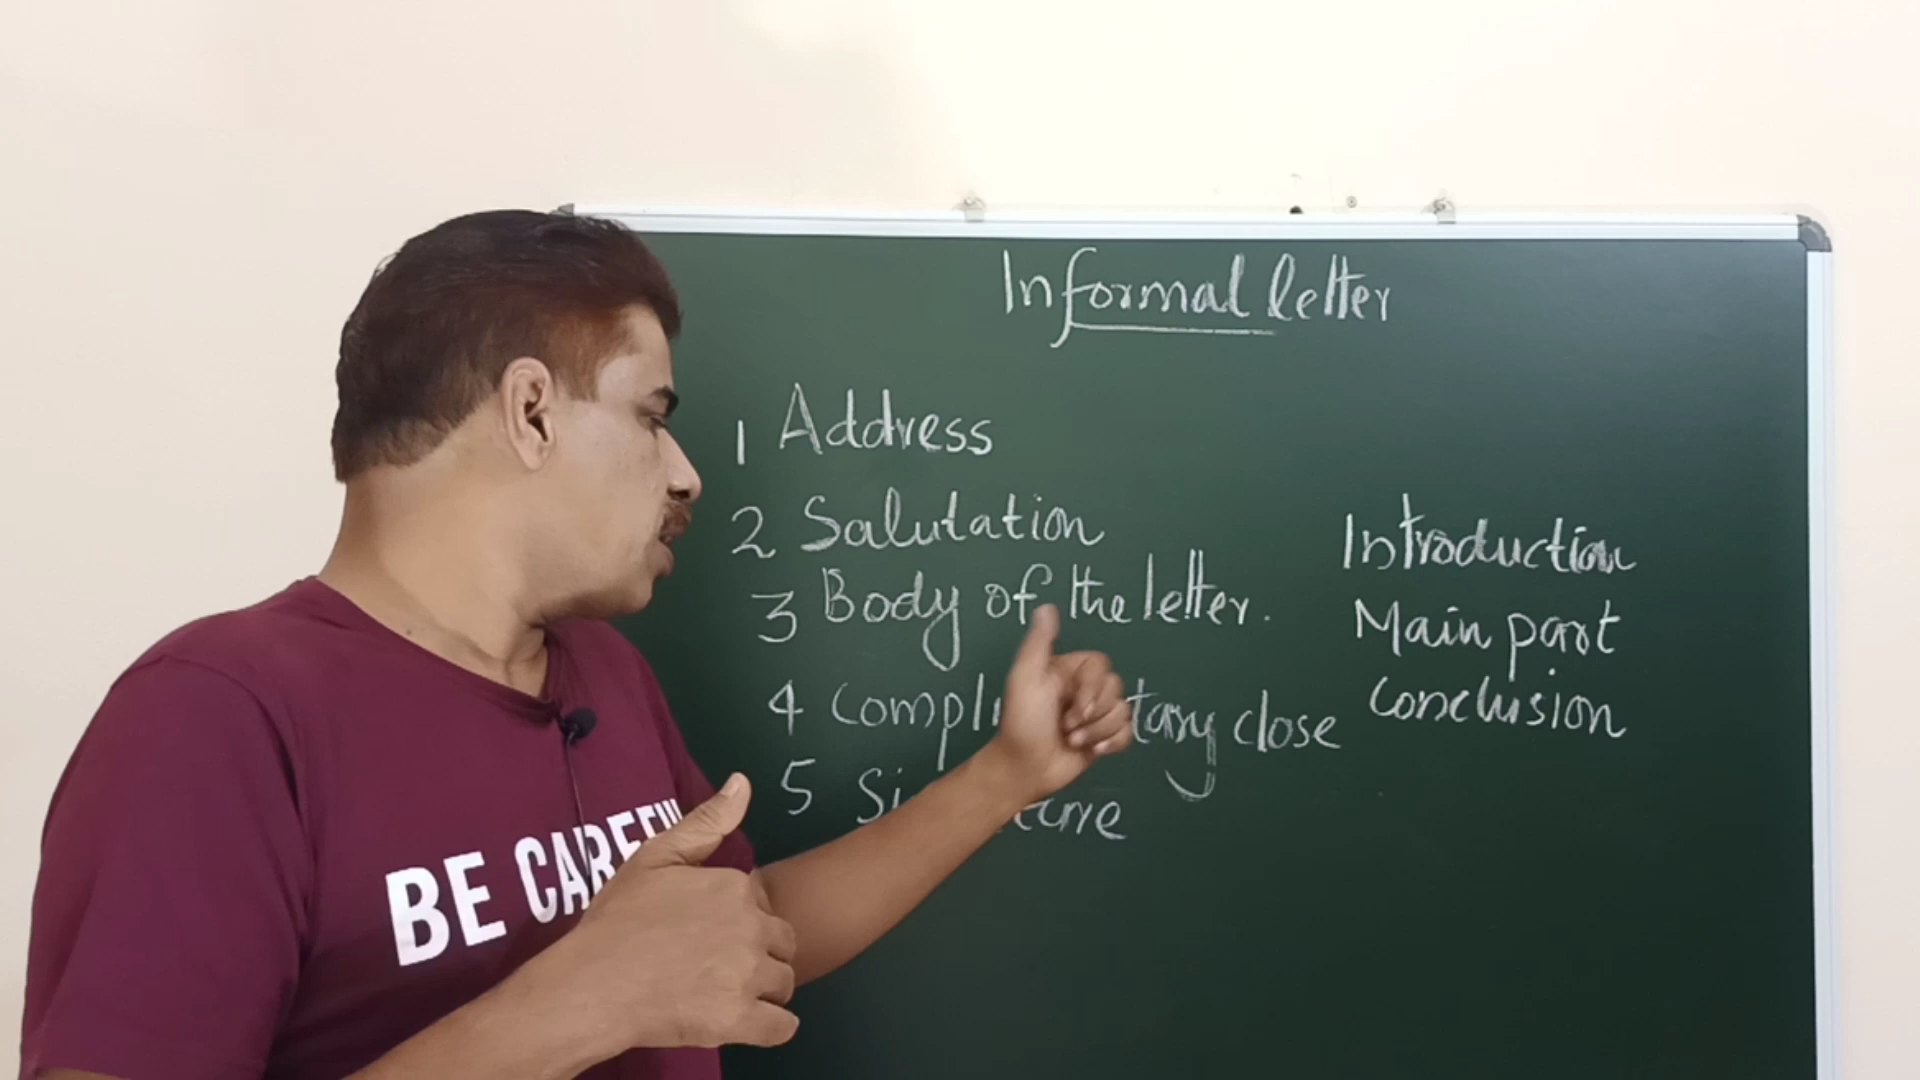 Informal letter
1 Address
2 Salutation
3 Body of the letter.
4 close
5
Introduction
Main part
Conclusion
BE